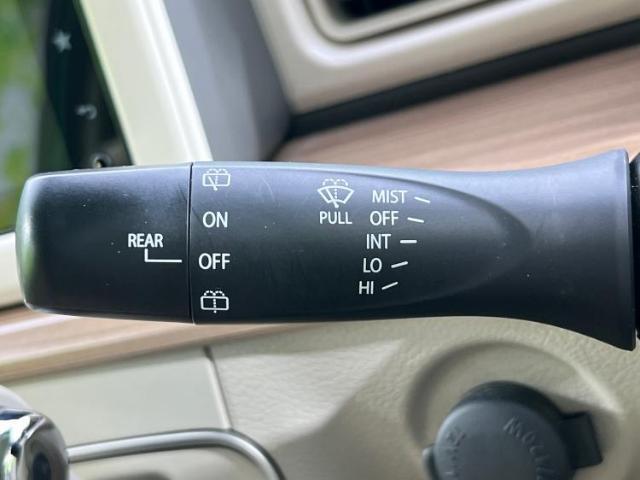 ON
REAR
OFF
PULL
MIST
OFF
INT
LO
HI